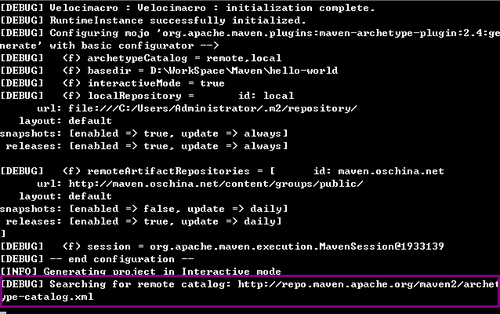 [DEBUG] Velocimacro : Velocimacro : initialization complete.
[DEBUG] RuntimeInstance successfully initialized.
[DEBUG] Configuring mojo 'org.apache.maven.plugins:maven-archetype-plugin:2.4:ge
nerate' with basic configurator -->
[DEBUG]   (f) archetypeCatalog = remote,local
[DEBUG]   (f) basedir = D:\WorkSpace\Maven\hello-world
[DEBUG]   (f) interactiveMode = true
[DEBUG]   (f) localRepository =       id: local
      url: file:///C:/Users/Administrator/.m2/repository/
   layout: default
snapshots: [enabled => true, update => always]
 releases: [enabled => true, update => always]
[DEBUG]   (f) remoteArtifactRepositories = [      id: maven.oschina.net
      url: http://maven.oschina.net/content/groups/public/
   layout: default
snapshots: [enabled => false, update => daily]
 releases: [enabled => true, update => daily]
]
[DEBUG]   (f) session = org.apache.maven.execution.MavenSession@1933139
[DEBUG] -- end configuration --
[INFO] Generating project in Interactive mode
[DEBUG] Searching for remote catalog: http://repo.maven.apache.org/maven2/archet
ype-catalog.xml